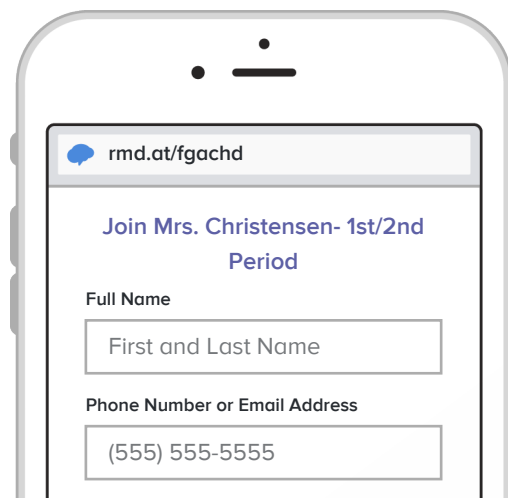 rmd.at/fgachd
Join Mrs. Christensen- 1st/2nd
Period
Full Name
First and Last Name
Phone Number or Email Address
(555) 555-5555